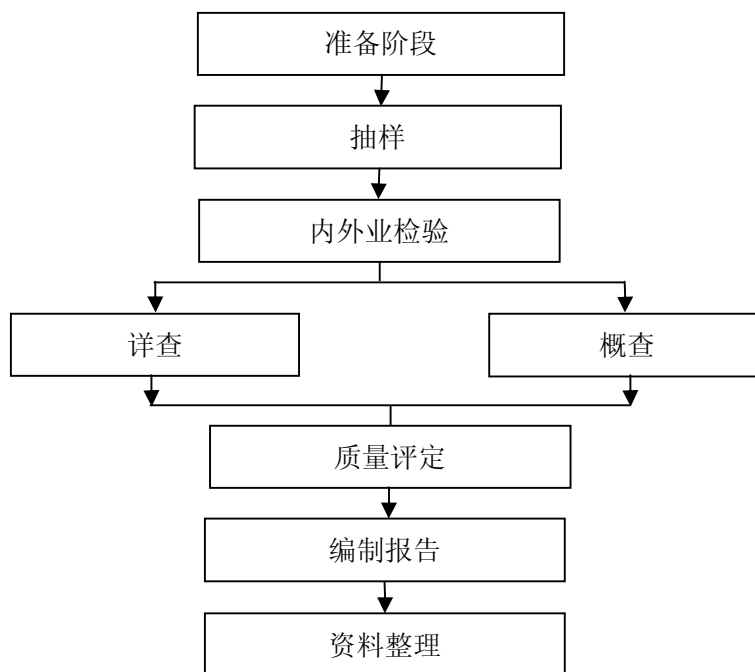 准备阶段
抽样
内外业检验
详查
概查
质量评定
编制报告
资料整理